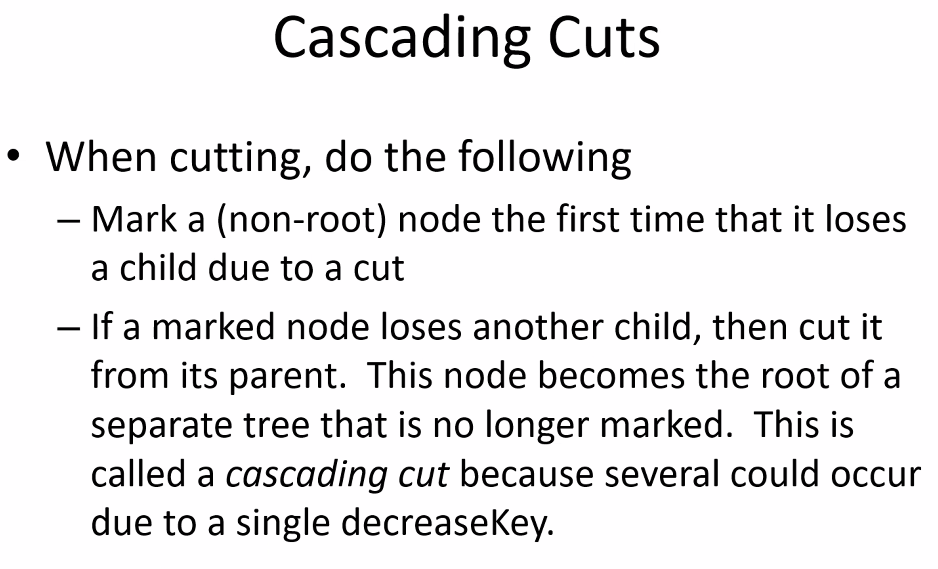 Cascading Cuts
• When cutting, do the following
– Mark a (non-root) node the first time that it loses
a child due to a cut
– If a marked node loses another child, then cut it
from its parent.  This node becomes the root of a
separate tree that is no longer marked.  This is
called a cascading cut because several could occur
due to a single decreaseKey.